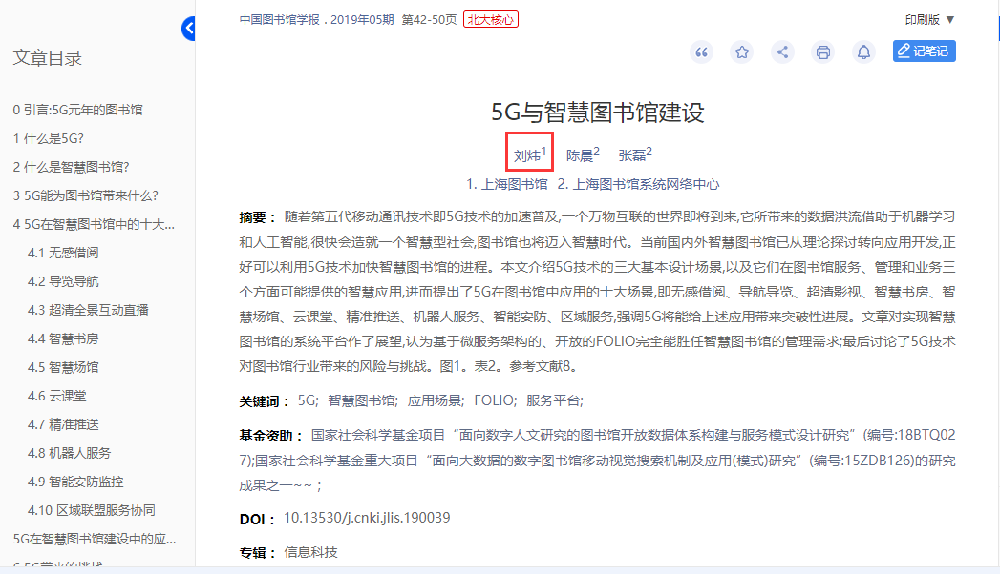 文章目录
0 引言:5G元年的图书馆
1 什么是5G?
2 什么是智慧图书馆?
3 5G能为图书馆带来什么?
4 5G在智慧图书馆中的十大...
4.1 无感借阅
4.2 导览导航
4.3 超清全景互动直播
4.4 智慧书房
4.5 智慧场馆
4.6 云课堂
4.7 精准推送
4.8 机器人服务
4.9 智能安防监控
4.10 区域联盟服务协同
5G在智慧图书馆建设中的应...
6 5G带来的挑战
中国图书馆学报 . 2019年05期 第42-50页 北大核心
印刷版 ▼
记笔记
5G与智慧图书馆建设
刘炜1 陈晨2 张磊2
1. 上海图书馆 2. 上海图书馆系统网络中心
摘要： 随着第五代移动通讯技术即5G技术的加速普及,一个万物互联的世界即将到来,它所带来的数据洪流借助于机器学习
和人工智能,很快会造就一个智慧型社会,图书馆也将迈入智慧时代。当前国内外智慧图书馆已从理论探讨转向应用开发,正
好可以利用5G技术加快智慧图书馆的进程。本文介绍5G技术的三大基本设计场景,以及它们在图书馆服务、管理和业务三
个方面可能提供的智慧应用,进而提出了5G在图书馆中应用的十大场景,即无感借阅、导航导览、超清影视、智慧书房、智
慧场馆、云课堂、精准推送、机器人服务、智能安防、区域服务,强调5G将能给上述应用带来突破性进展。文章对实现智慧
图书馆的系统平台作了展望,认为基于微服务架构的、开放的FOLIO完全能胜任智慧图书馆的管理需求;最后讨论了5G技术
对图书馆行业带来的风险与挑战。图1。表2。参考文献8。
关键词： 5G; 智慧图书馆; 应用场景; FOLIO; 服务平台;
基金资助： 国家社会科学基金项目“面向数字人文研究的图书馆开放数据体系构建与服务模式设计研究”(编号:18BTQ02
7);国家社会科学基金重大项目“面向大数据的数字图书馆移动视觉搜索机制及应用(模式)研究”(编号:15ZDB126)的研究
成果之一~~ ;
DOI： 10.13530/j.cnki.jlis.190039
专辑： 信息科技